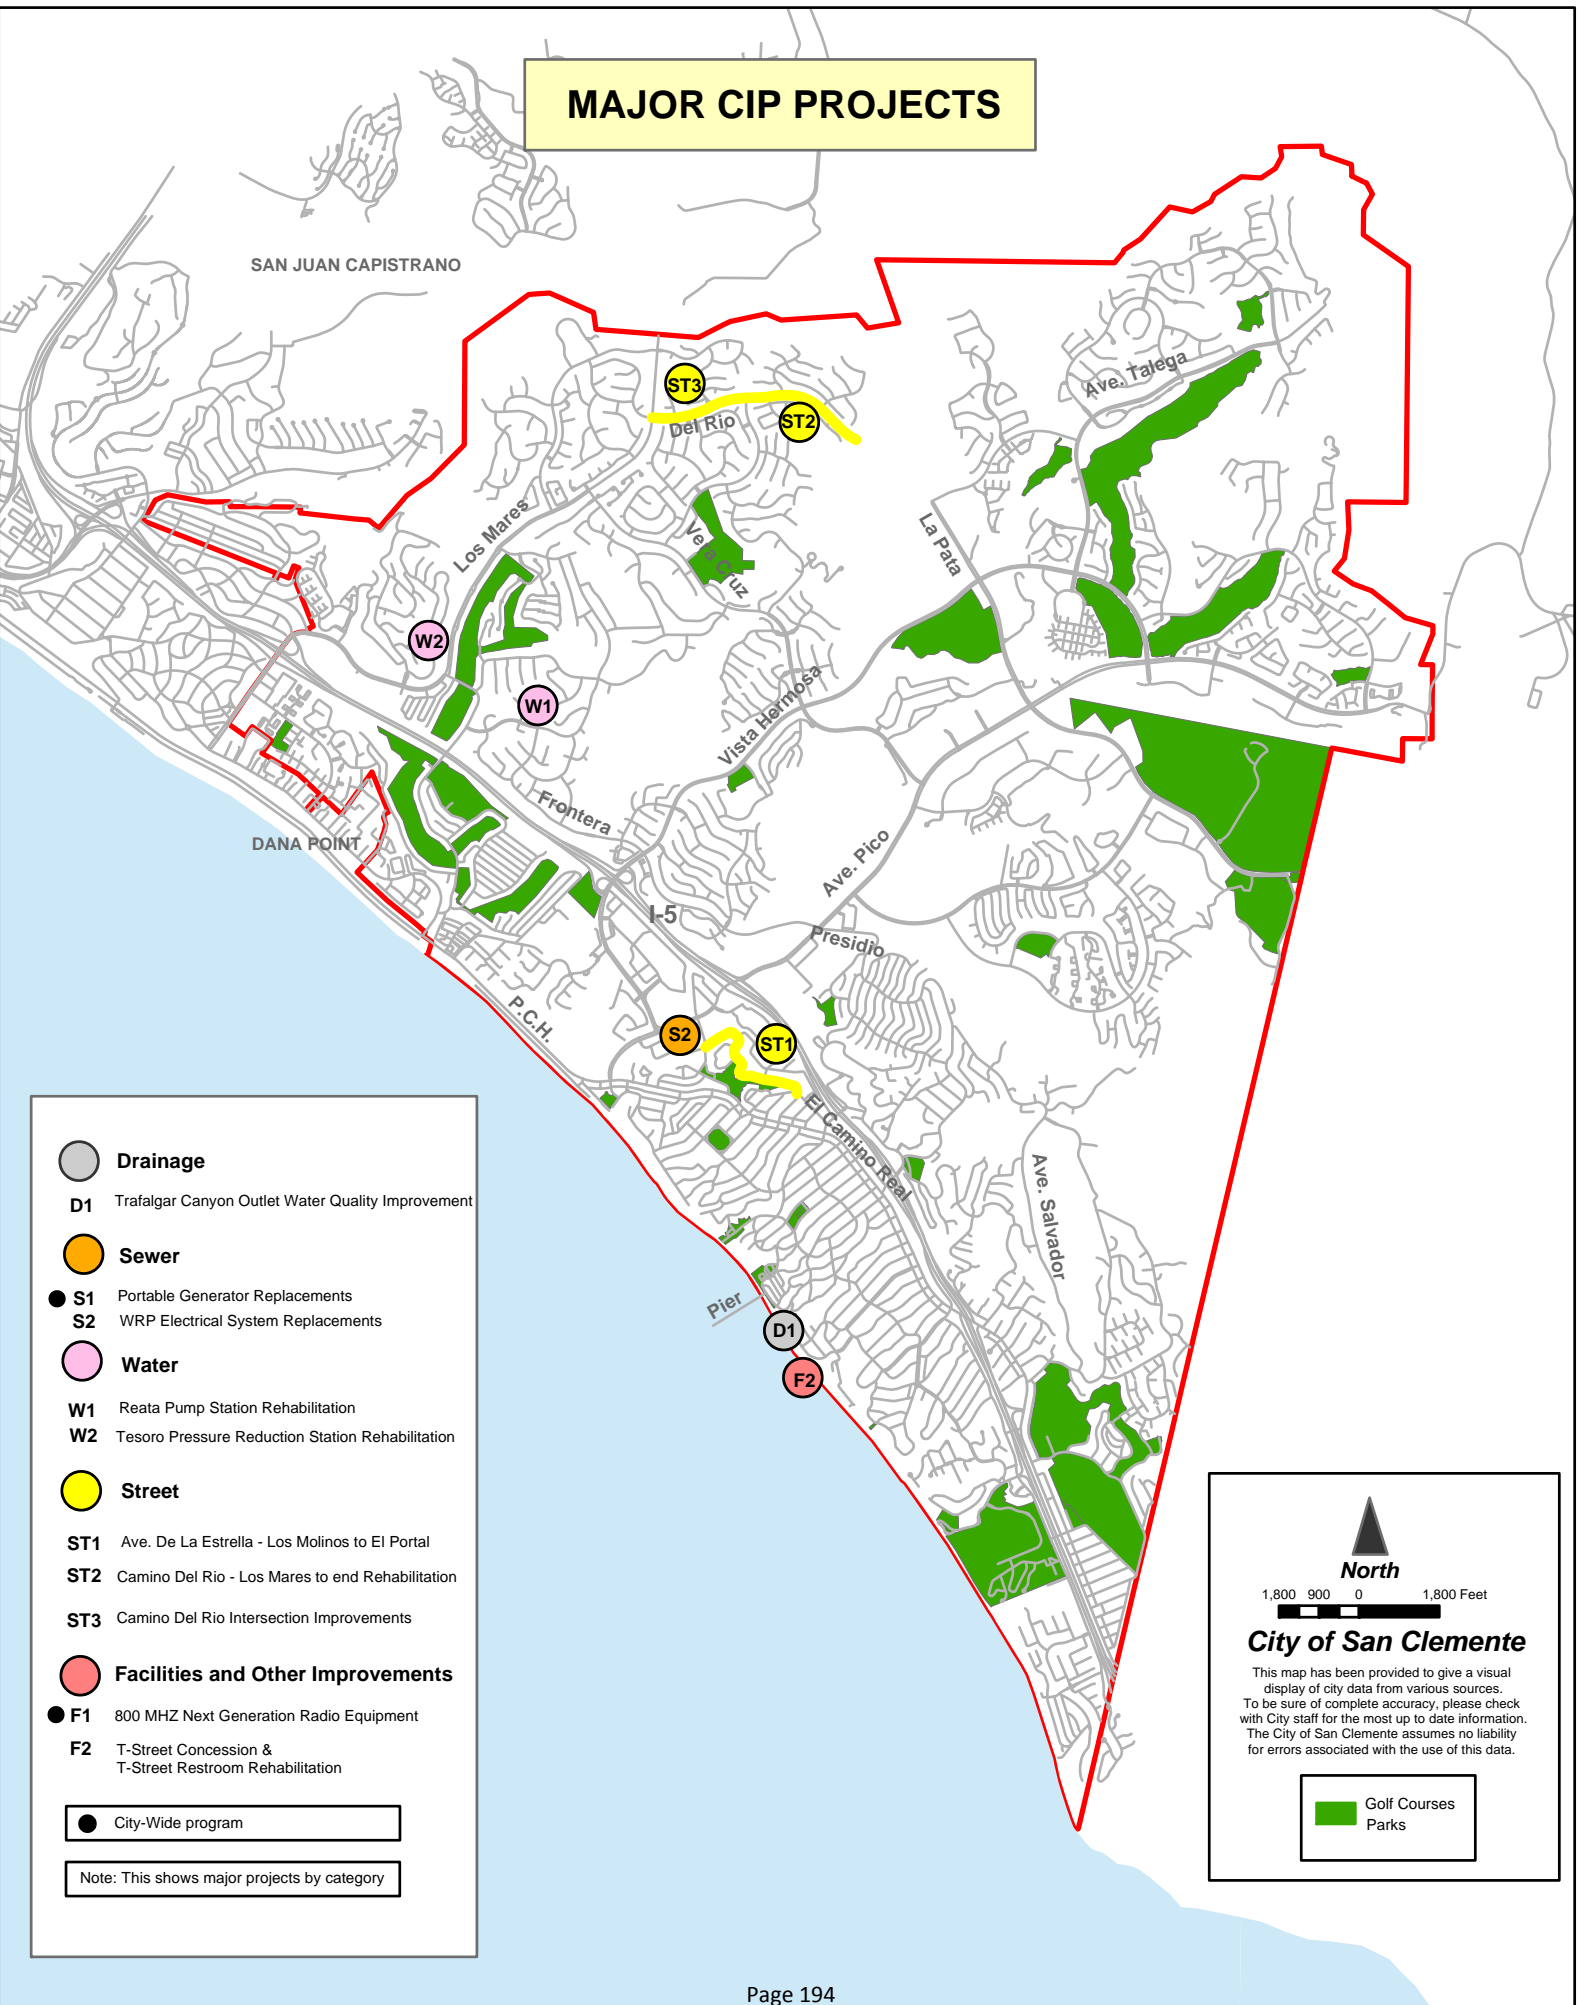 MAJOR CIP PROJECTS
SAN JUAN CAPISTRANO
Ave. Talega
ST3
Del Rio
ST2
Los Mares
Vera Cruz
La Pata
W2
W1
Vista Hermosa
Frontera
DANA POINT
Ave. Pico
I-5
Presidio
P.C.H.
S2
ST1
El Camino Real
Ave. Salvador
Pier
D1
F2
Drainage
D1 Trafalgar Canyon Outlet Water Quality Improvement
Sewer
S1 Portable Generator Replacements
S2 WRP Electrical System Replacements
Water
W1 Reata Pump Station Rehabilitation
W2 Tesoro Pressure Reduction Station Rehabilitation
Street
ST1 Ave. De La Estrella - Los Molinos to El Portal
ST2 Camino Del Rio - Los Mares to end Rehabilitation
ST3 Camino Del Rio Intersection Improvements
Facilities and Other Improvements
F1 800 MHZ Next Generation Radio Equipment
F2 T-Street Concession &
T-Street Restroom Rehabilitation
City-Wide program
Note: This shows major projects by category
North
1,800 900 0 1,800 Feet
City of San Clemente
This map has been provided to give a visual
display of city data from various sources.
To be sure of complete accuracy, please check
with City staff for the most up to date information.
The City of San Clemente assumes no liability
for errors associated with the use of this data.
Golf Courses
Parks
Page 194